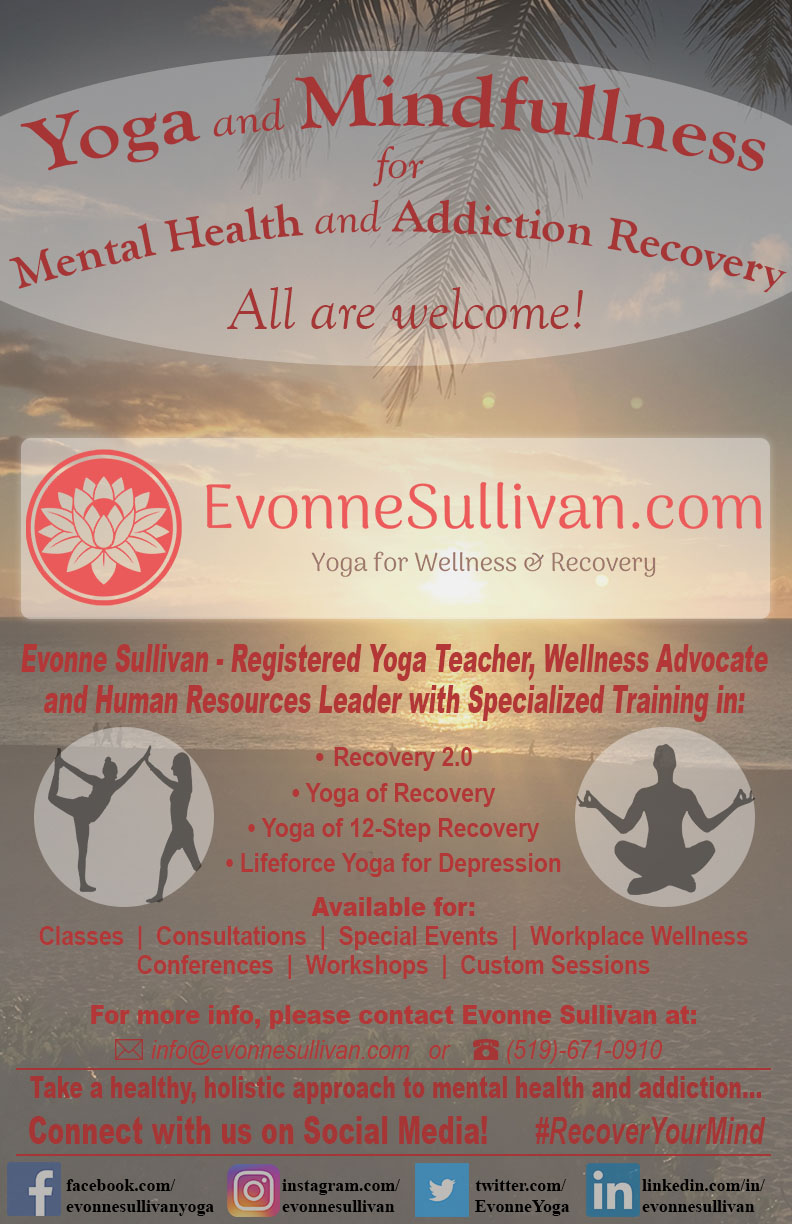 Yoga and Mindfullness
for
Mental Health and Addiction Recovery
All are welcome!
EvonneSullivan.com
Yoga for Wellness & Recovery
Evonne Sullivan - Registered Yoga Teacher, Wellness Advocate
and Human Resources Leader with Specialized Training in:
• Recovery 2.0
• Yoga of Recovery
• Yoga of 12-Step Recovery
• Lifeforce Yoga for Depression
Available for:
Classes | Consultations | Special Events | Workplace Wellness
Conferences | Workshops | Custom Sessions
For more info, please contact Evonne Sullivan at:
info@evonnesullivan.com or (519)-671-0910
Take a healthy, holistic approach to mental health and addiction...
Connect with us on Social Media! #RecoverYourMind
facebook.com/
evonnesullivanyoga
instagram.com/
evonnesullivan
twitter.com/
EvonneYoga
linkedin.com/in/
evonnesullivan